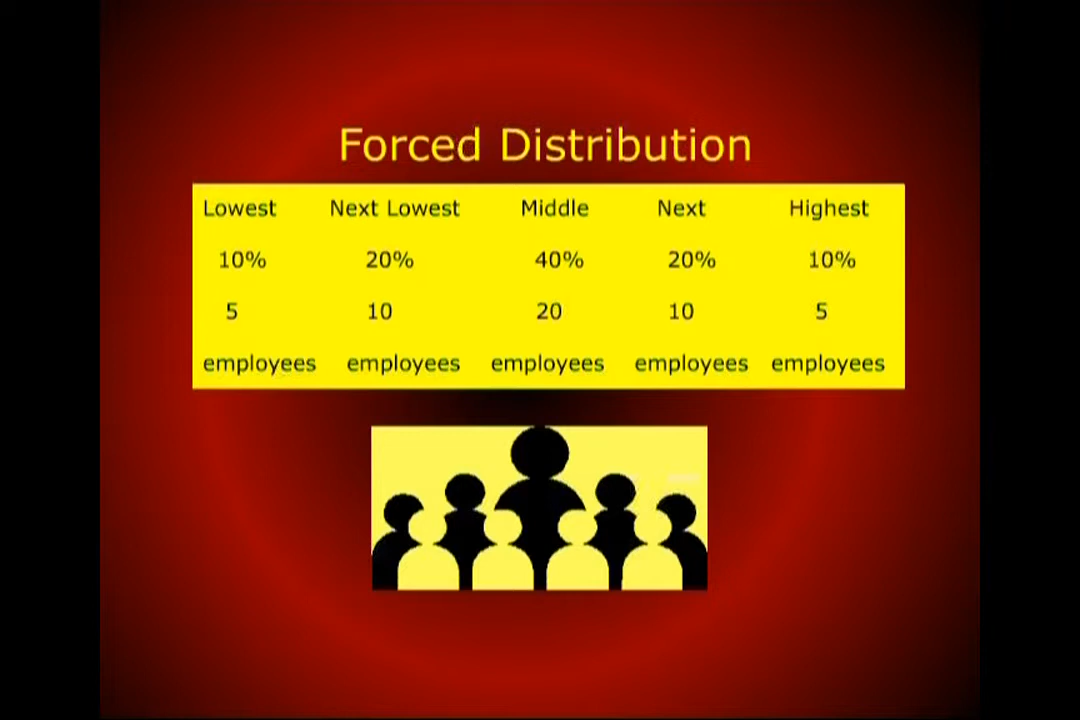 Forced Distribution
Lowest Next Lowest Middle Next Highest
10% 20% 40% 20% 10%
5 10 20 10 5
employees employees employees employees employees